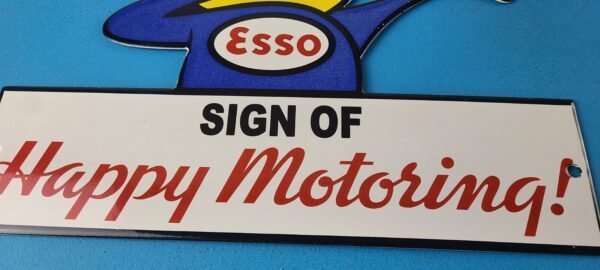 Esso
SIGN OF
Happy Motoring!